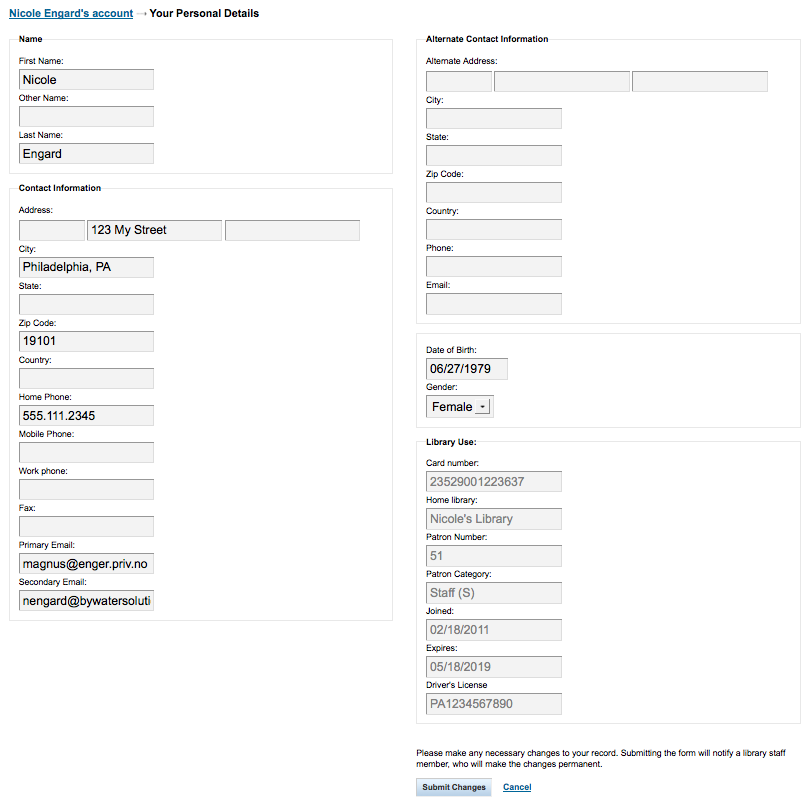 Nicole Engard's account → Your Personal Details
Name
First Name:
Nicole
Other Name:
Last Name:
Engard
Contact Information
Address:
123 My Street
City:
Philadelphia, PA
State:
Zip Code:
19101
Country:
Home Phone:
555.111.2345
Mobile Phone:
Work phone:
Fax:
Primary Email:
magnus@enger.priv.no
Secondary Email:
nengard@bywatersoluti
Alternate Contact Information
Alternate Address:
City:
State:
Zip Code:
Country:
Phone:
Email:
Date of Birth:
06/27/1979
Gender:
Female
Library Use:
Card number:
23529001223637
Home library:
Nicole's Library
Patron Number:
51
Patron Category:
Staff (S)
Joined:
02/18/2011
Expires:
05/18/2019
Driver's License
PA1234567890
Please make any necessary changes to your record. Submitting the form will notify a library staff
member, who will make the changes permanent.
Submit Changes Cancel